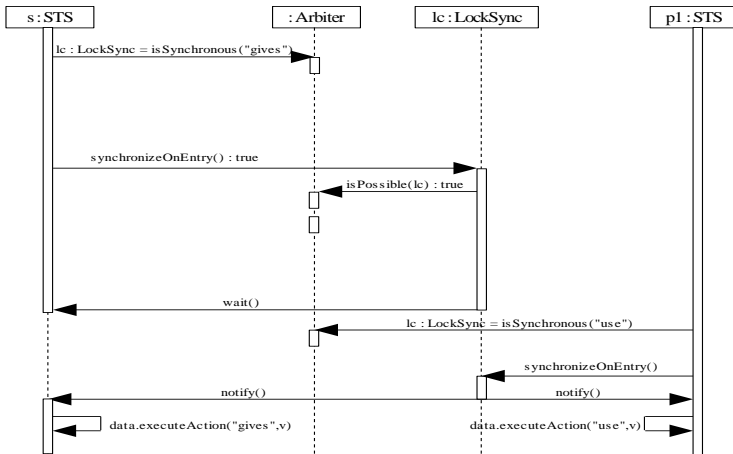 s:STS
:Arbiter
lc:LockSync
p1:STS
lc:LockSync = isSynchronous("gives")
synchronizeOnEntry() : true
isPossible(lc) : true
wait()
lc:LockSync = isSynchronous("use")
synchronizeOnEntry()
notify()
notify()
data.executeAction("gives",v)
data.executeAction("use",v)